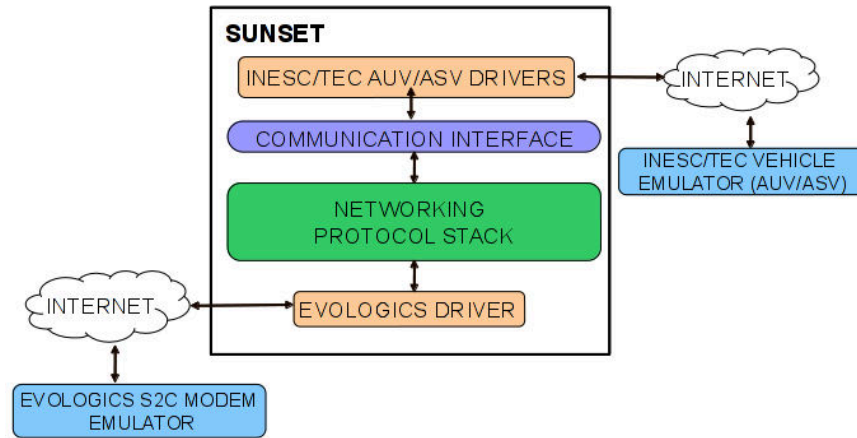 SUNSET
INESC/TEC AUV/ASV DRIVERS
INTERNET
COMMUNICATION INTERFACE
INESC/TEC VEHICLE
EMULATOR (AUV/ASV)
NETWORKING
PROTOCOL STACK
INTERNET
EVOLOGICS DRIVER
EVOLOGICS S2C MODEM
EMULATOR